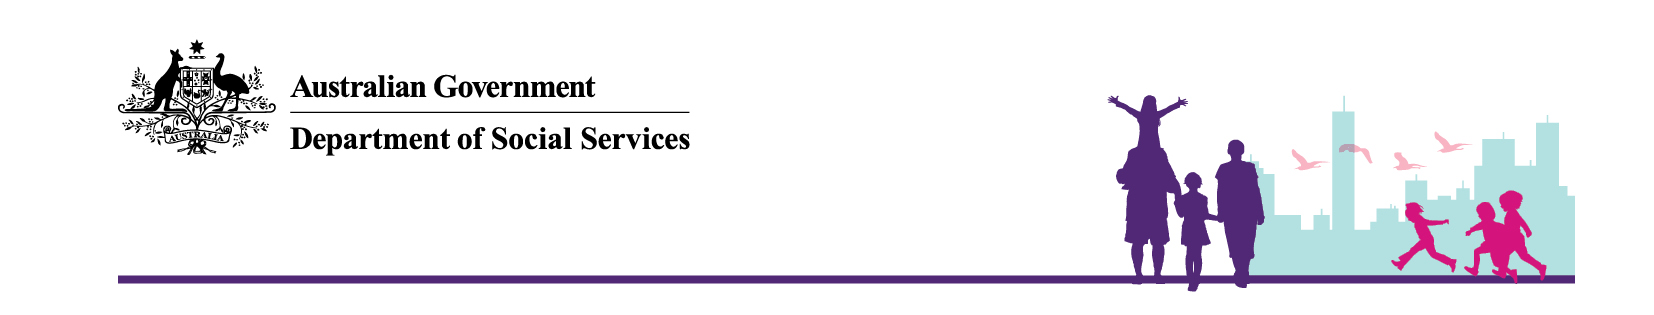 Australian Government
Department of Social Services
AUSTRALIA